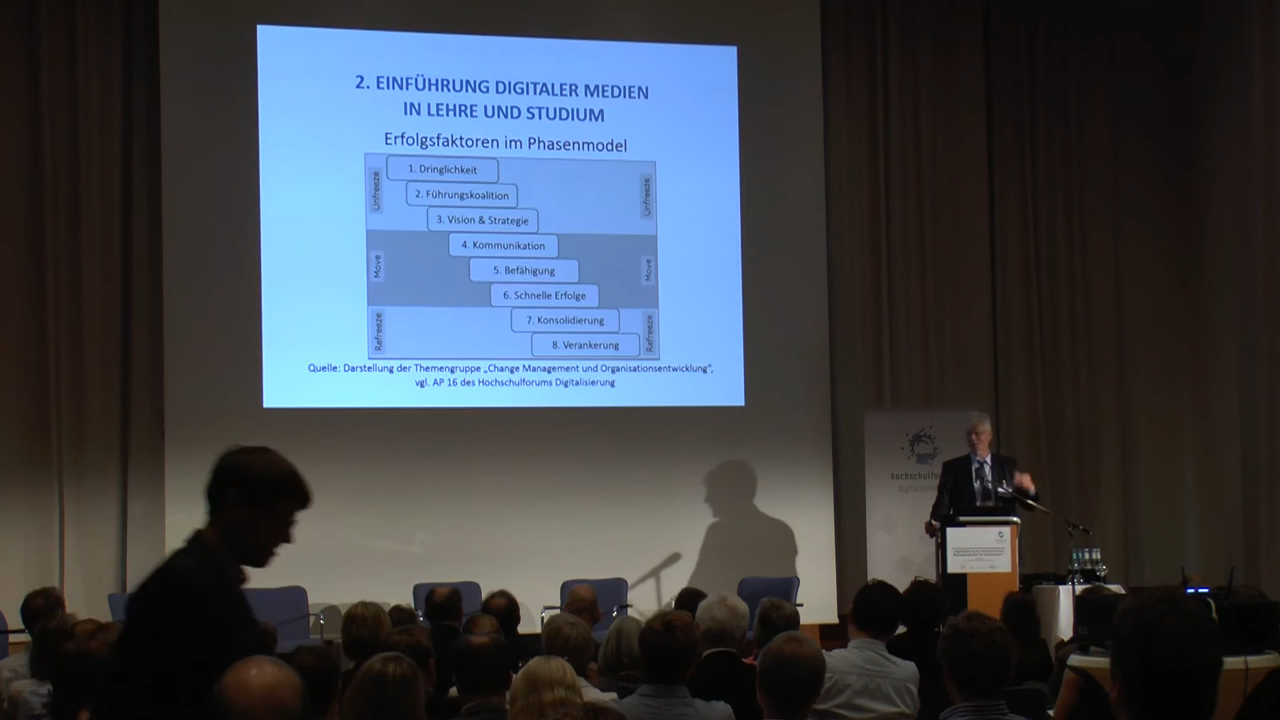 2. EINFÜHRUNG DIGITALER MEDIEN
IN LEHRE UND STUDIUM
Erfolgsfaktoren im Phasenmodel
Unfreeze
1. Dringlichkeit
2. Führungskoalition
3. Vision & Strategie
Unfreeze
Move
4. Kommunikation
5. Befähigung
6. Schnelle Erfolge
Move
Refreeze
7. Konsolidierung
8. Verankerung
Refreeze
Quelle: Darstellung der Themengruppe „Change Management und Organisationsentwicklung",
vgl. AP 16 des Hochschulforums Digitalisierung